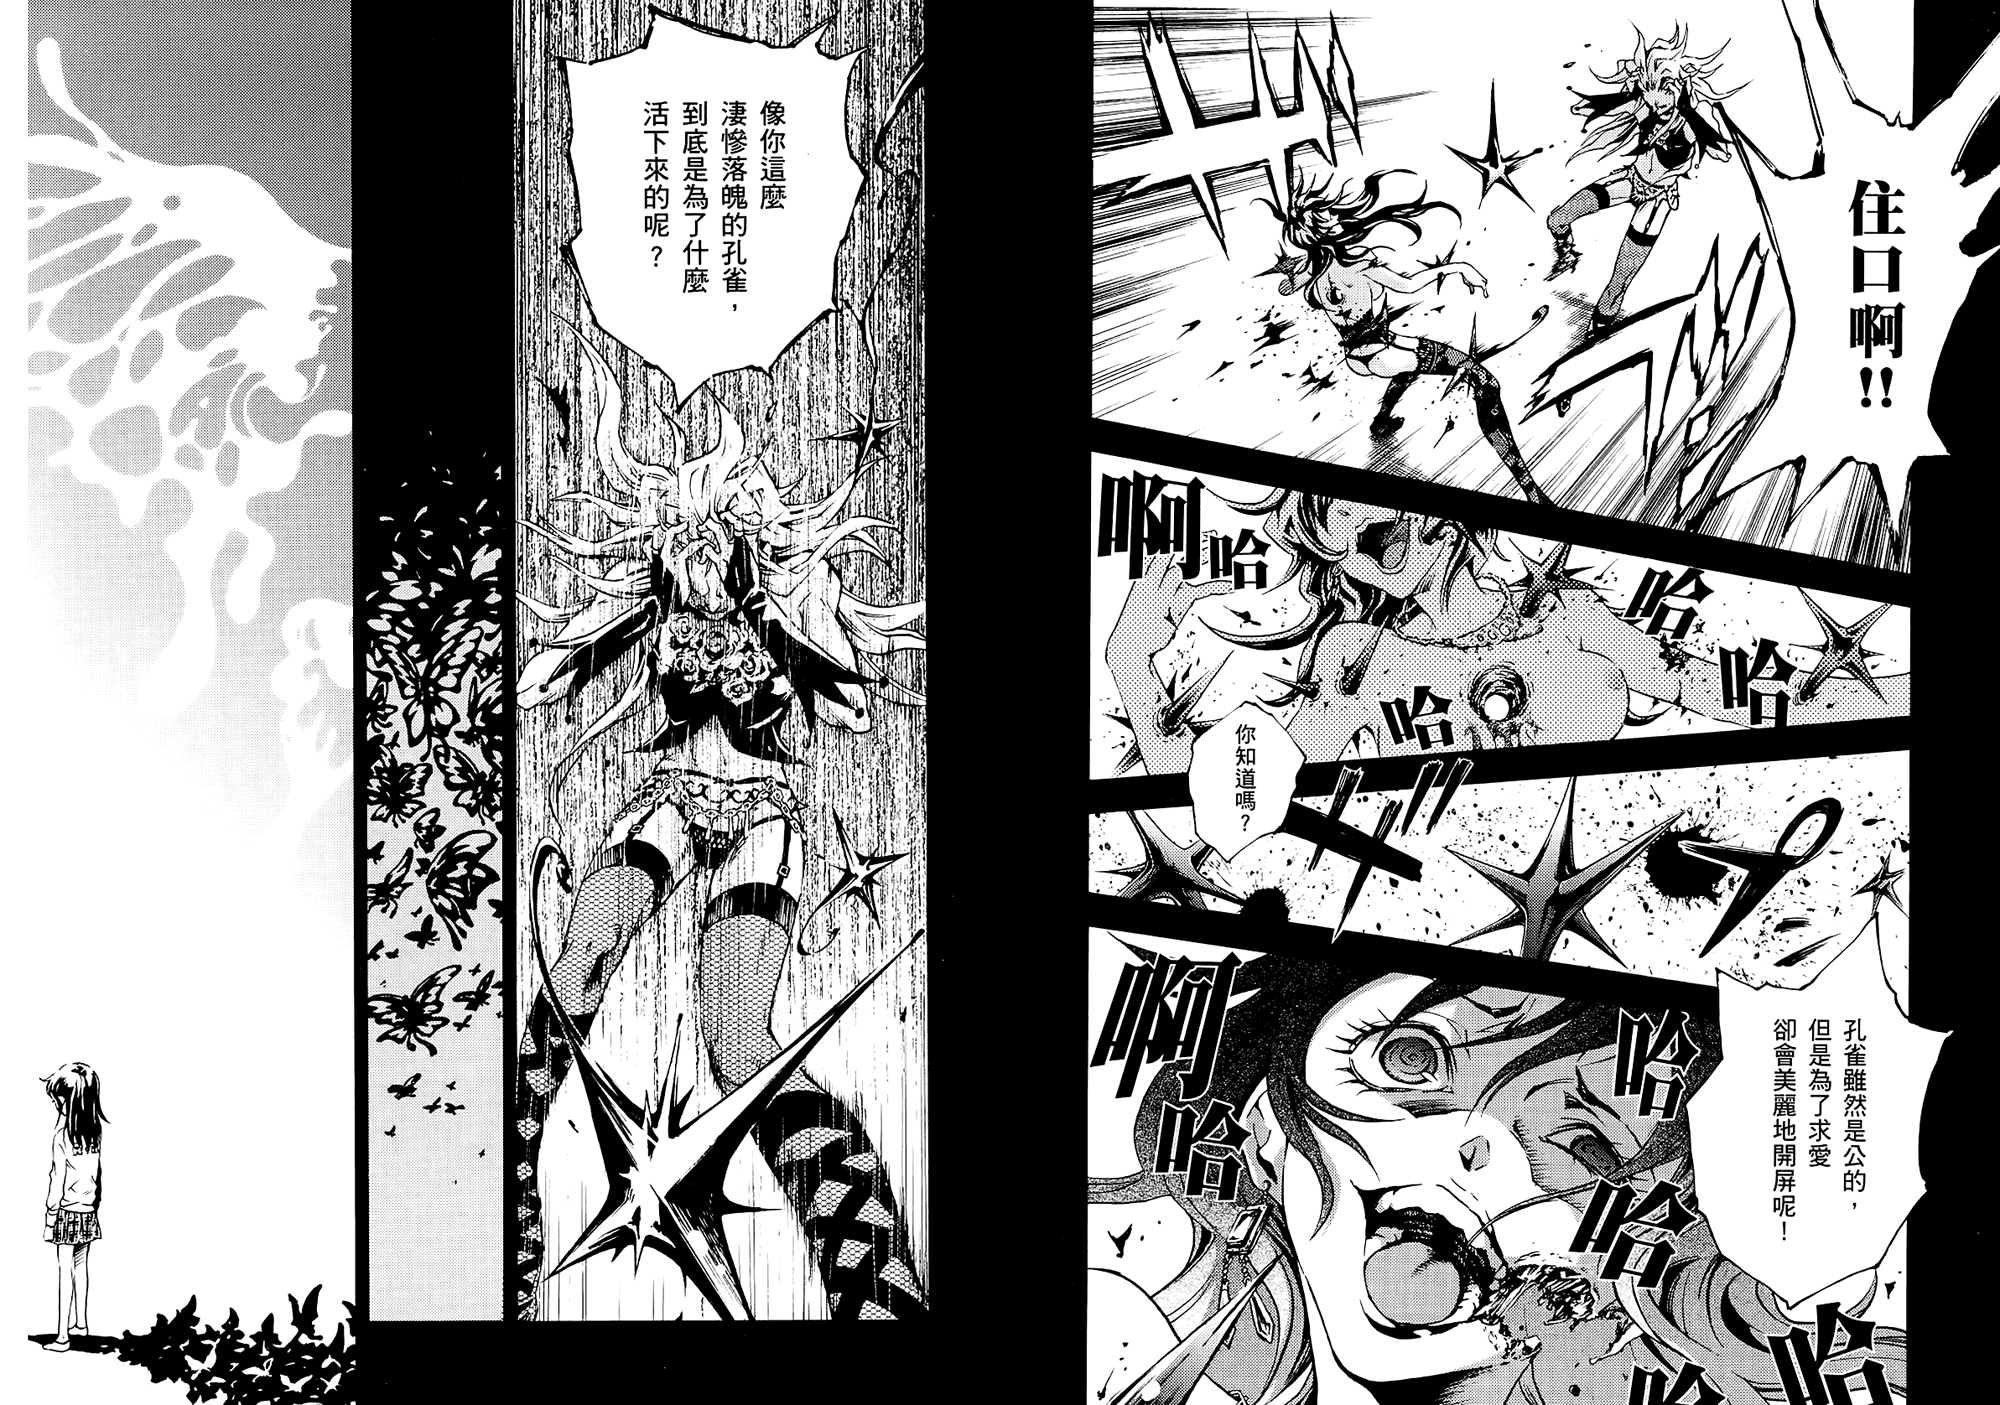 住口啊!!
啊
哈
哈
哈
哈
你知道嗎？
孔雀雖然是公的，
但是為了求愛
卻會美麗地開屏呢！
啊
哈
哈
哈
哈
哈
像你這麼
淒慘落魄的孔雀，
到底是為了什麼
活下來的呢？